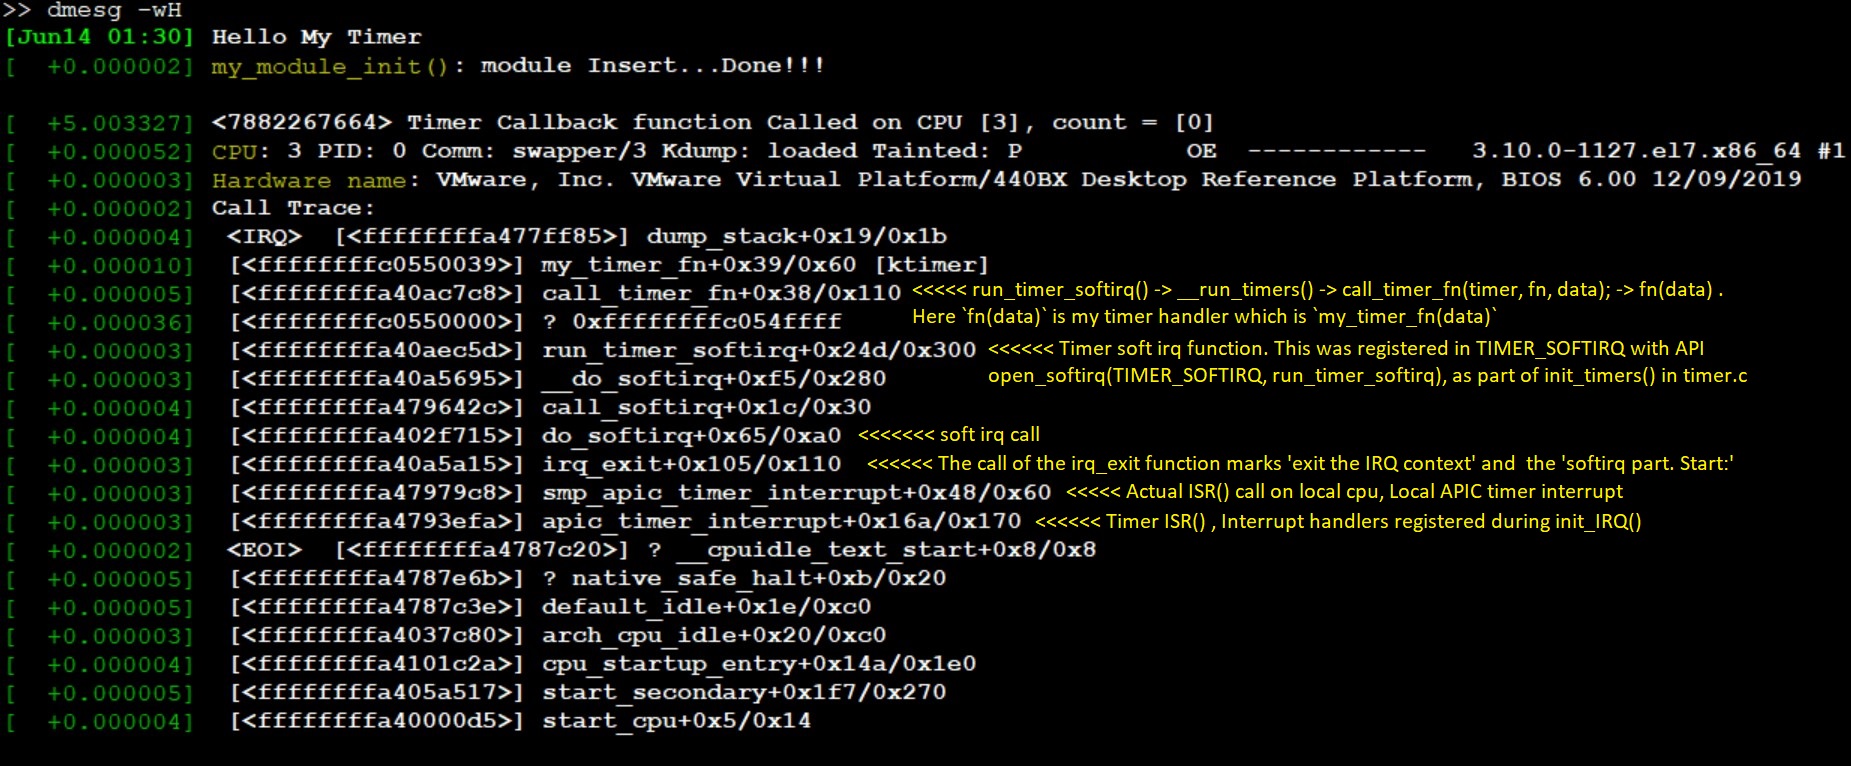 >> dmesg -wH
[Jun14 01:30] Hello My Timer
[  +0.000002] my_module_init(): module Insert...Done!!!
[  +5.003327] <7882267664> Timer Callback function Called on CPU [3], count = [0]
[  +0.000052] CPU: 3 PID: 0 Comm: swapper/3 Kdump: loaded Tainted: P           OE  ------------   3.10.0-1127.el7.x86_64 #1
[  +0.000003] Hardware name: VMware, Inc. VMware Virtual Platform/440BX Desktop Reference Platform, BIOS 6.00 12/09/2019
[  +0.000002] Call Trace:
[  +0.000004]  <IRQ>  [<ffffffffa477ff85>] dump_stack+0x19/0x1b
[  +0.000010]  [<ffffffffc0550039>] my_timer_fn+0x39/0x60 [ktimer]
[  +0.000005]  [<ffffffffa40ac7c8>] call_timer_fn+0x38/0x110 <<<<< run_timer_softirq() -> __run_timers() -> call_timer_fn(timer, fn, data); -> fn(data) .
[  +0.000036]  [<ffffffffc0550000>] ? 0xffffffffc054ffff Here `fn(data)` is my timer handler which is `my_timer_fn(data)`
[  +0.000003]  [<ffffffffa40aec5d>] run_timer_softirq+0x24d/0x300 <<<<<< Timer soft irq function. This was registered in TIMER_SOFTIRQ with API
[  +0.000003]  [<ffffffffa40a5695>] __do_softirq+0xf5/0x280 open_softirq(TIMER_SOFTIRQ, run_timer_softirq), as part of init_timers() in timer.c
[  +0.000004]  [<ffffffffa479642c>] call_softirq+0x1c/0x30
[  +0.000004]  [<ffffffffa402f715>] do_softirq+0x65/0xa0 <<<<<<< soft irq call
[  +0.000003]  [<ffffffffa40a5a15>] irq_exit+0x105/0x110 <<<<<< The call of the irq_exit function marks 'exit the IRQ context' and  the 'softirq part. Start:'
[  +0.000003]  [<ffffffffa47979c8>] smp_apic_timer_interrupt+0x48/0x60 <<<<< Actual ISR() call on local cpu, Local APIC timer interrupt
[  +0.000003]  [<ffffffffa4793efa>] apic_timer_interrupt+0x16a/0x170 <<<<<< Timer ISR() , Interrupt handlers registered during init_IRQ()
[  +0.000002]  <EOI>  [<ffffffffa4787c20>] ? __cpuidle_text_start+0x8/0x8
[  +0.000005]  [<ffffffffa4787e6b>] ? native_safe_halt+0xb/0x20
[  +0.000005]  [<ffffffffa4787c3e>] default_idle+0x1e/0xc0
[  +0.000003]  [<ffffffffa4037c80>] arch_cpu_idle+0x20/0xc0
[  +0.000004]  [<ffffffffa4101c2a>] cpu_startup_entry+0x14a/0x1e0
[  +0.000005]  [<ffffffffa405a517>] start_secondary+0x1f7/0x270
[  +0.000004]  [<ffffffffa40000d5>] start_cpu+0x5/0x14